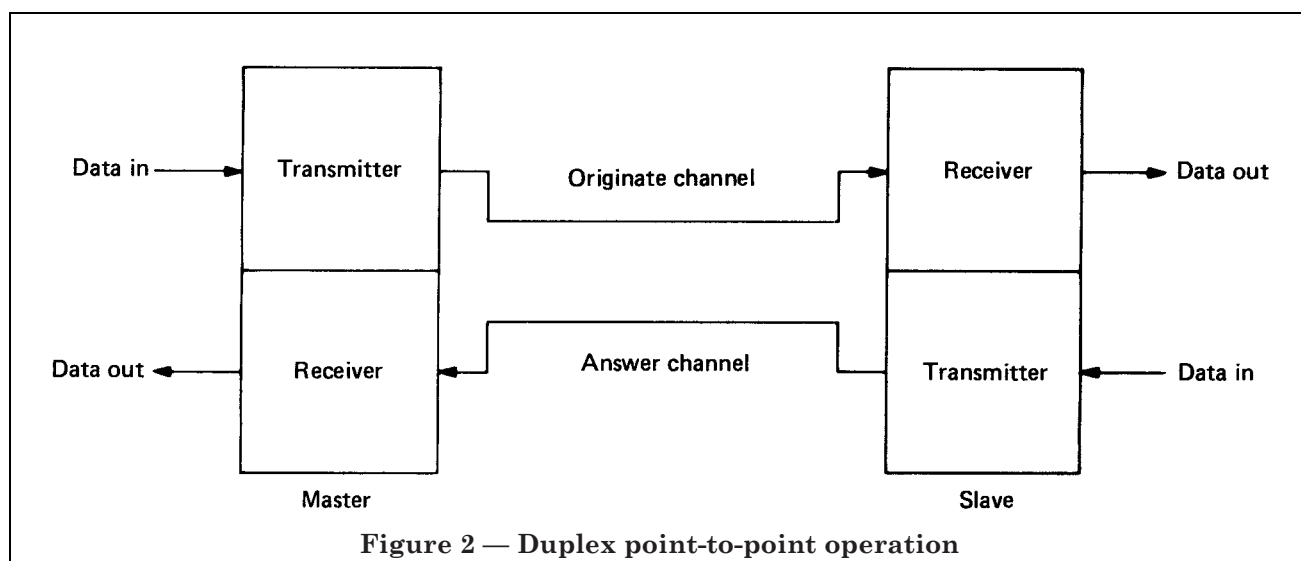 Data in
Transmitter
Originate channel
Receiver
Data out
Data out
Receiver
Answer channel
Transmitter
Data in
Master
Slave
Figure 2 — Duplex point-to-point operation